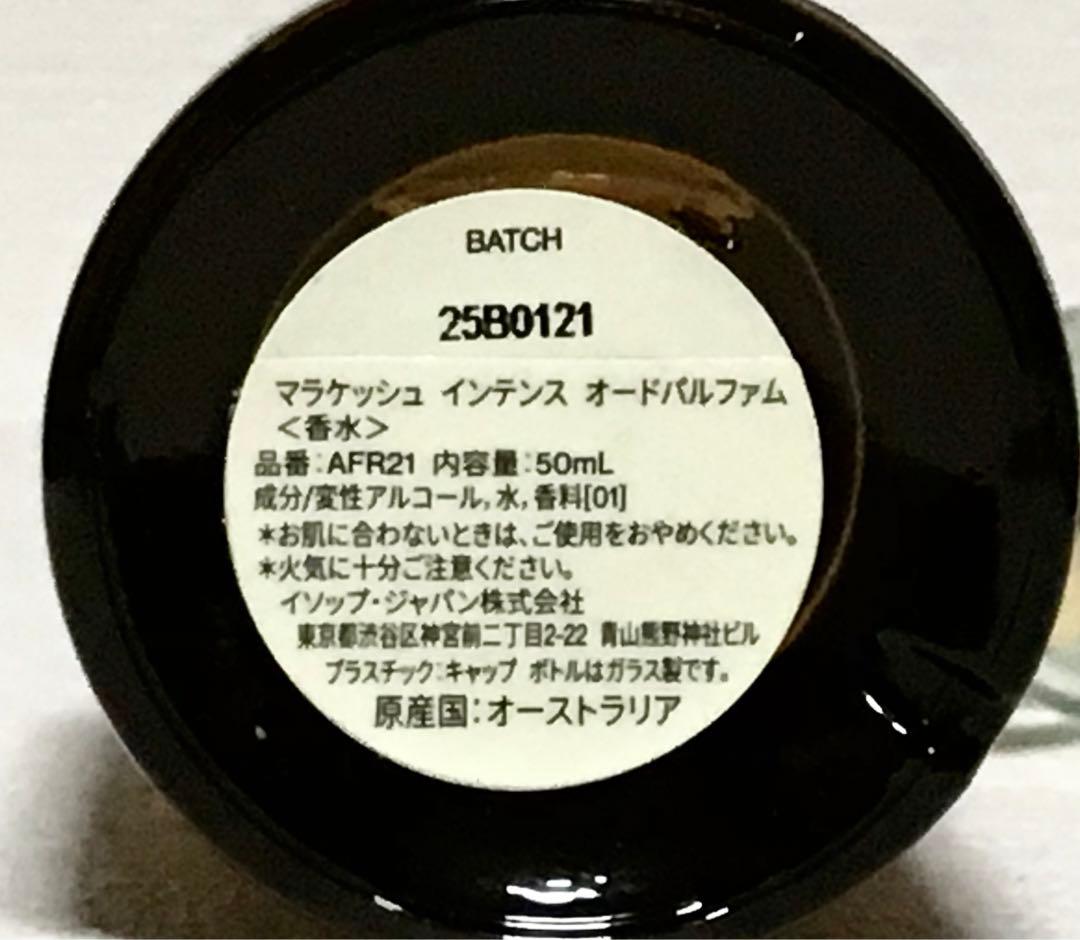 BATCH
25B0121
マラケッシュ インテンス オードパルファム
＜香水＞
品番：AFR21 内容量：50mL
成分/変性アルコール,水,香料[01]
＊お肌に合わないときは、ご使用をおやめください。
＊火気に十分ご注意ください。
イソップ・ジャパン株式会社
東京都渋谷区神宮前二丁目2-22 青山熊野神社ビル
プラスチック：キャップ ボトルはガラス製です。
原産国：オーストラリア